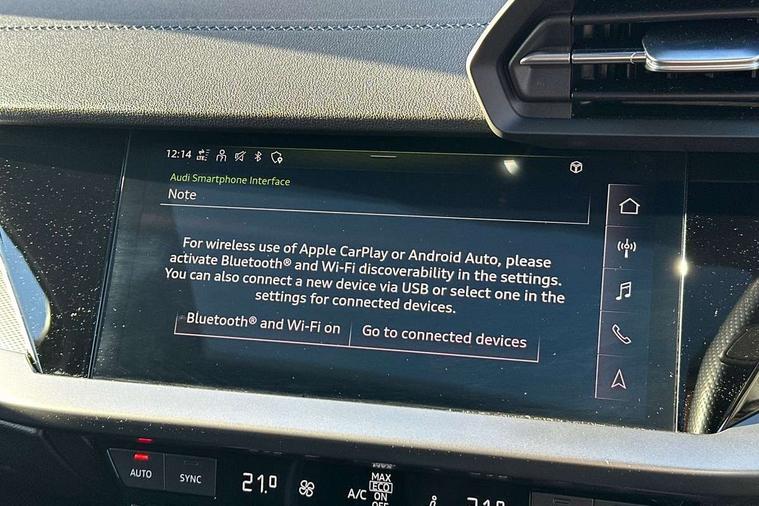 12:14
Audi Smartphone Interface
Note
For wireless use of Apple CarPlay or Android Auto, please
activate Bluetooth® and Wi-Fi discoverability in the settings.
You can also connect a new device via USB or select one in the
settings for connected devices.
Bluetooth® and Wi-Fi on
Go to connected devices
AUTO
SYNC
21.0
A/C
MAX
ECO
ON
OFF